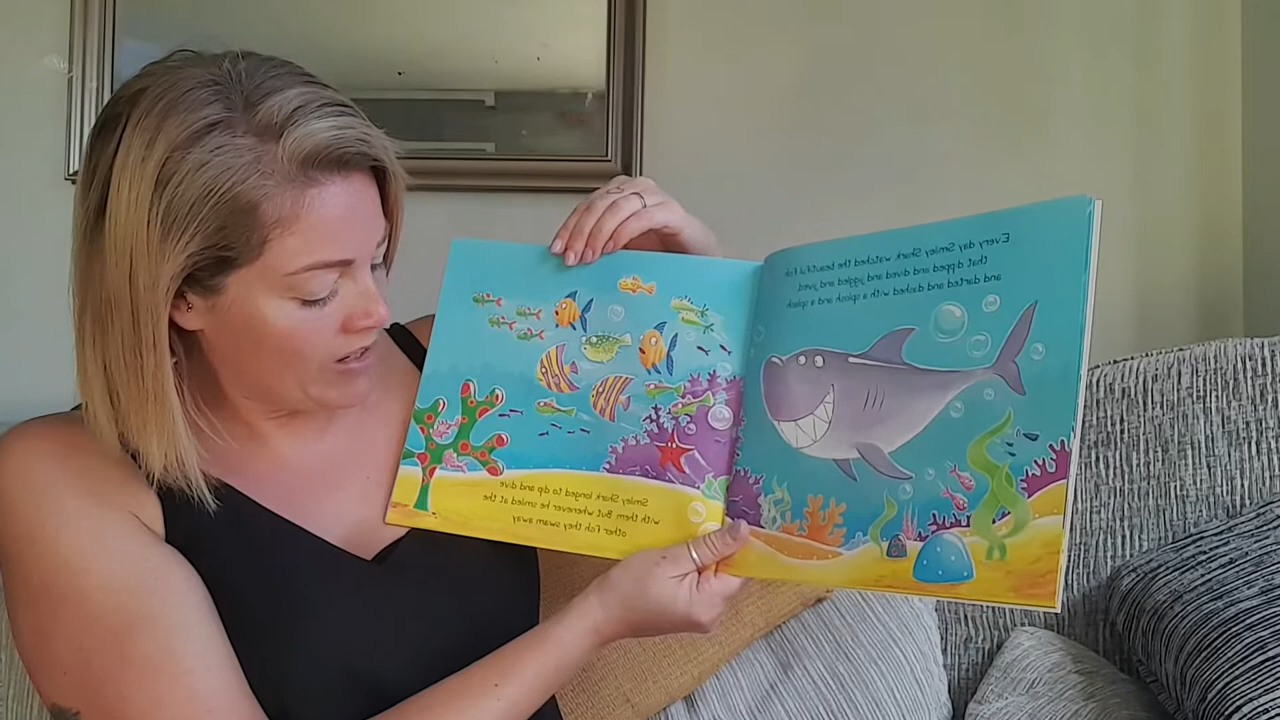 Every day Smiley Shark watched the beautiful fish
that dipped and dived and jiggled and jived,
and darted and dashed with a splish and a splash
Smiley Shark longed to dip and dive
with them. But whenever he smiled at the
other fish they swam away